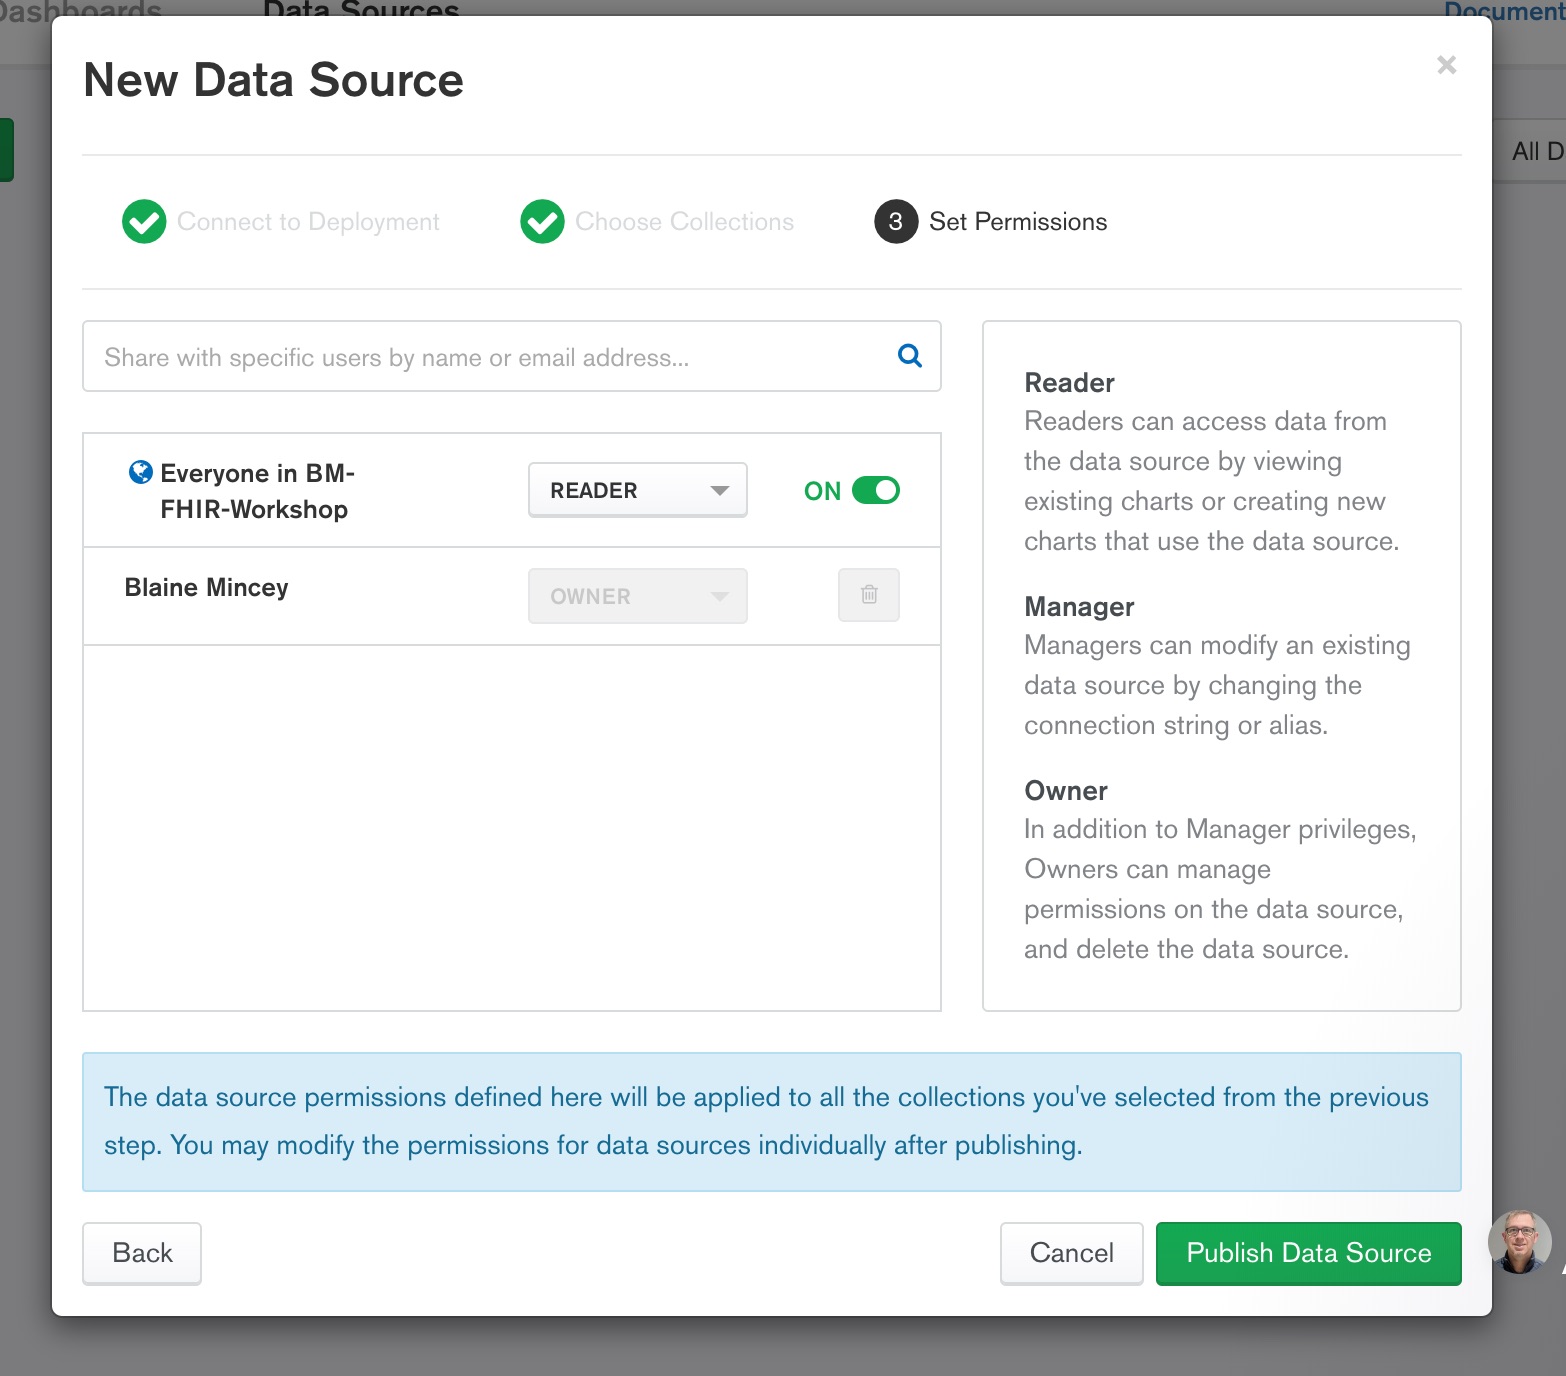 Dashboards
Data Sources
Document
New Data Source
×
All D
Connect to Deployment
Choose Collections
3 Set Permissions
Share with specific users by name or email address...
Everyone in BM-
FHIR-Workshop
READER
ON
Blaine Mincey
OWNER
Reader
Readers can access data from
the data source by viewing
existing charts or creating new
charts that use the data source.
Manager
Managers can modify an existing
data source by changing the
connection string or alias.
Owner
In addition to Manager privileges,
Owners can manage
permissions on the data source,
and delete the data source.
The data source permissions defined here will be applied to all the collections you've selected from the previous
step. You may modify the permissions for data sources individually after publishing.
Back
Cancel
Publish Data Source